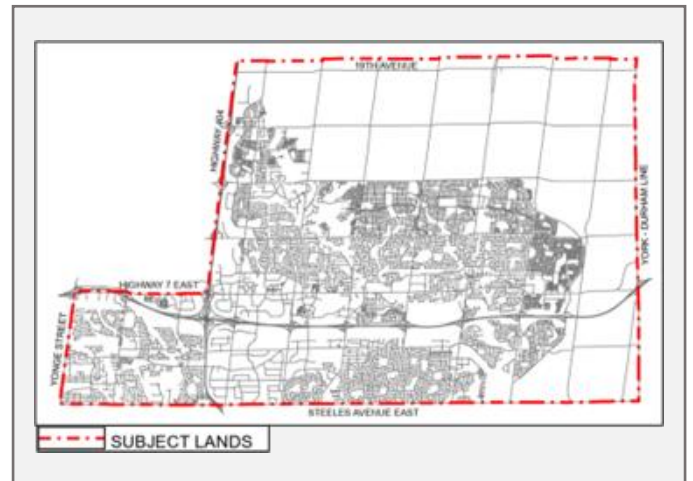 19TH AVENUE
HIGHWAY 404
YORK - DURHAM LINE
HIGHWAY 7 EAST
YONGE STREET
STEELES AVENUE EAST
SUBJECT LANDS